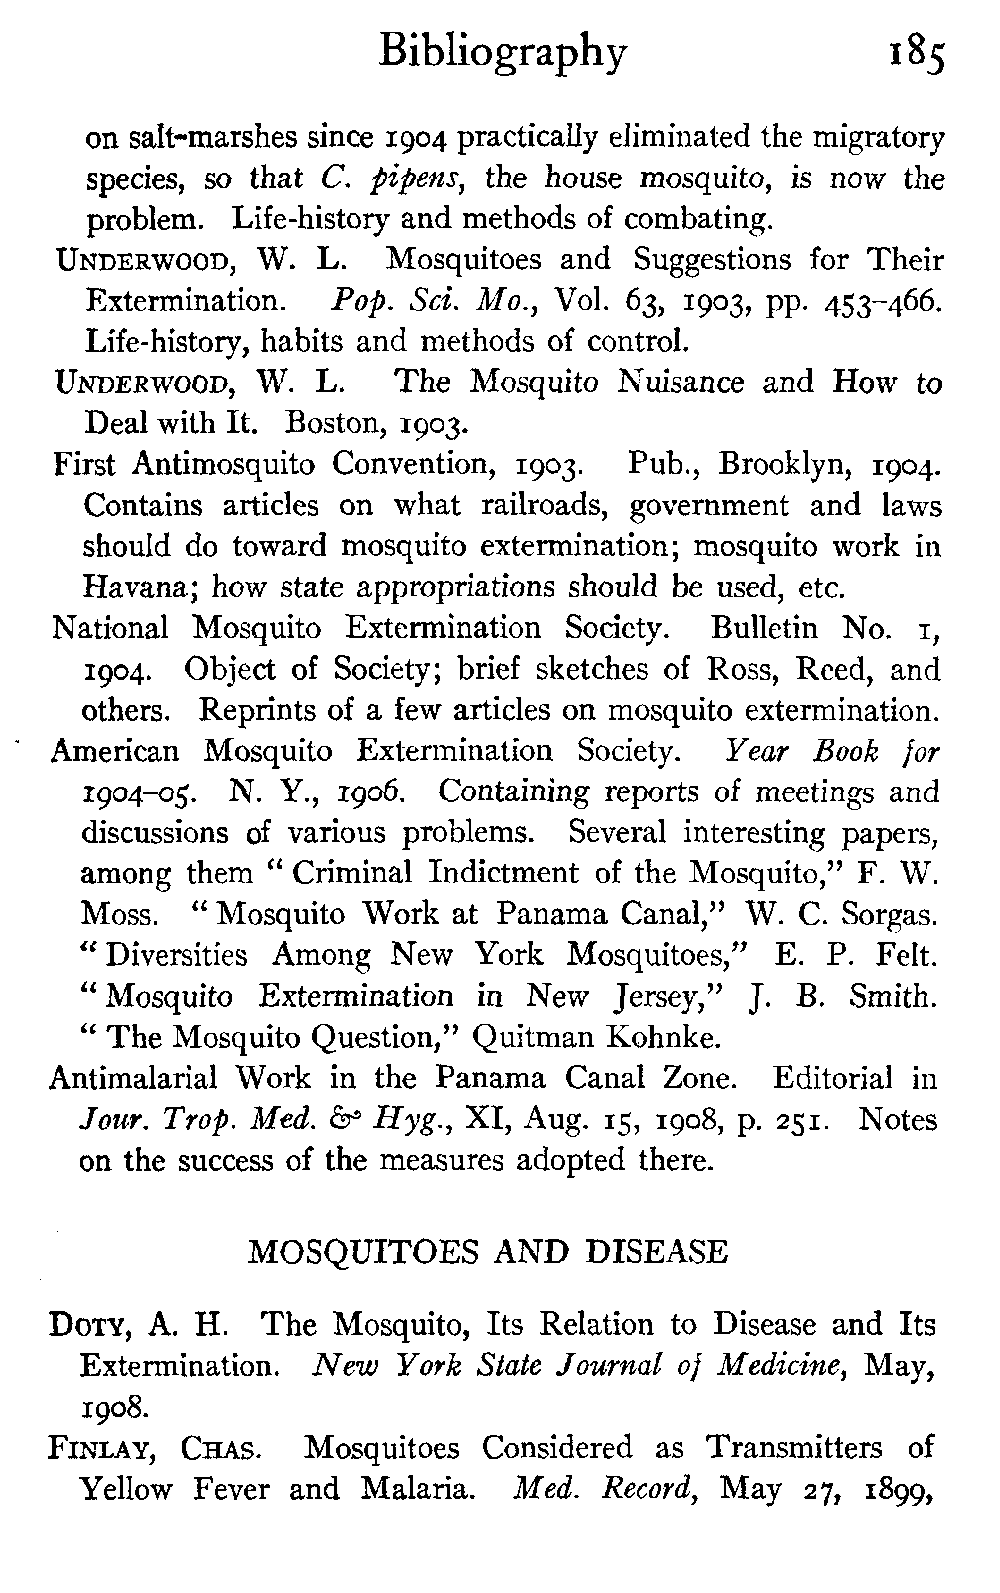 Bibliography 185
on salt-marshes since 1904 practically eliminated the migratory
species, so that C. pipens, the house mosquito, is now the
problem. Life-history and methods of combating.
UNDERWOOD, W. L. Mosquitoes and Suggestions for Their
Extermination. Pop. Sci. Mo., Vol. 63, 1903, pp. 453–466.
Life-history, habits and methods of control.
UNDERWOOD, W. L. The Mosquito Nuisance and How to
Deal with It. Boston, 1903.
First Antimosquito Convention, 1903. Pub., Brooklyn, 1904.
Contains articles on what railroads, government and laws
should do toward mosquito extermination; mosquito work in
Havana; how state appropriations should be used, etc.
National Mosquito Extermination Society. Bulletin No. 1,
1904. Object of Society; brief sketches of Ross, Reed, and
others. Reprints of a few articles on mosquito extermination.
American Mosquito Extermination Society. Year Book for
1904–05. N. Y., 1906. Containing reports of meetings and
discussions of various problems. Several interesting papers,
among them “Criminal Indictment of the Mosquito,” F. W.
Moss. “Mosquito Work at Panama Canal,” W. C. Sorgas.
“Diversities Among New York Mosquitoes,” E. P. Felt.
“Mosquito Extermination in New Jersey,” J. B. Smith.
“The Mosquito Question,” Quitman Kohnke.
Antimalarial Work in the Panama Canal Zone. Editorial in
Jour. Trop. Med. & Hyg., XI, Aug. 15, 1908, p. 251. Notes
on the success of the measures adopted there.
MOSQUITOES AND DISEASE
DOTY, A. H. The Mosquito, Its Relation to Disease and Its
Extermination. New York State Journal of Medicine, May,
1908.
FINLAY, CHAS. Mosquitoes Considered as Transmitters of
Yellow Fever and Malaria. Med. Record, May 27, 1899,